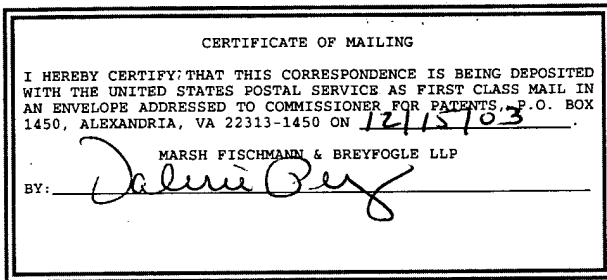 CERTIFICATE OF MAILING
I HEREBY CERTIFY THAT THIS CORRESPONDENCE IS BEING DEPOSITED
WITH THE UNITED STATES POSTAL SERVICE AS FIRST CLASS MAIL IN
AN ENVELOPE ADDRESSED TO COMMISSIONER FOR PATENTS, P.O. BOX
1450, ALEXANDRIA, VA 22313-1450 ON 12/15/03.
MARSH FISCHMANN & BREYFOGLE LLP
BY: Valerie